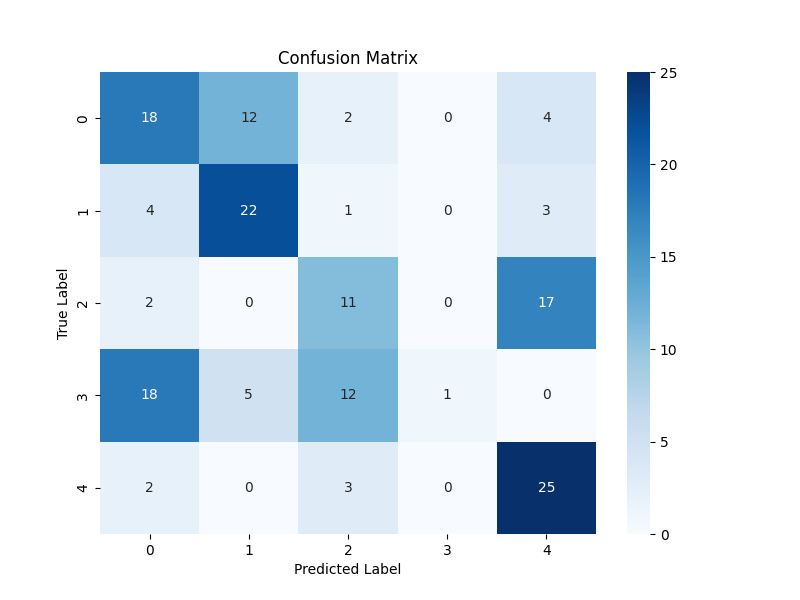 Confusion Matrix
0 18 12 2 0 4
1 4 22 1 0 3
2 2 0 11 0 17
3 18 5 12 1 0
4 2 0 3 0 25
0 1 2 3 4
True Label
Predicted Label
25
20
15
10
5
0